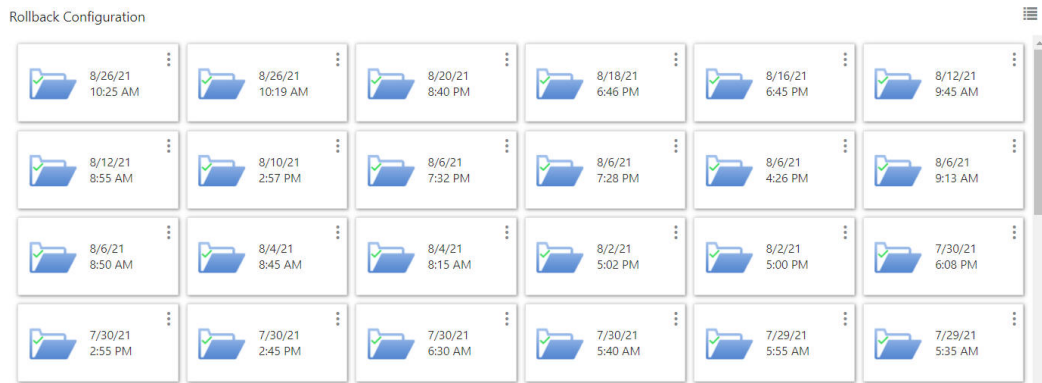 Rollback Configuration
8/26/21
10:25 AM
8/26/21
10:19 AM
8/20/21
8:40 PM
8/18/21
6:46 PM
8/16/21
6:45 PM
8/12/21
9:45 AM
8/12/21
8:55 AM
8/10/21
2:57 PM
8/6/21
7:32 PM
8/6/21
7:28 PM
8/6/21
4:26 PM
8/6/21
9:13 AM
8/6/21
8:50 AM
8/4/21
8:45 AM
8/4/21
8:15 AM
8/2/21
5:02 PM
8/2/21
5:00 PM
7/30/21
6:08 PM
7/30/21
2:55 PM
7/30/21
2:45 PM
7/30/21
6:30 AM
7/30/21
5:40 AM
7/29/21
5:55 AM
7/29/21
5:35 AM